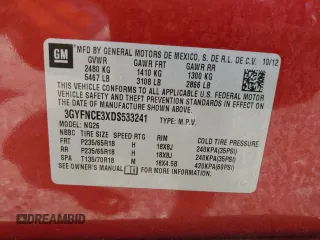 GM
MFD BY GENERAL MOTORS DE MEXICO, S. DE R.L. DE C.V. 10/12
GVWR GAWR FRT GAWR RR
2480 KG 1410 KG 1300 KG
5467 LB 3108 LB 2866 LB
THIS VEHICLE CONFORMS TO ALL APPLICABLE U.S. FEDERAL MOTOR
VEHICLE SAFETY, BUMPER, AND THEFT PREVENTION STANDARDS IN
EFFECT ON THE DATE OF MANUFACTURE SHOWN ABOVE.
3GYFNCE3XDS533241 TYPE: M.P.V.
MODEL: NG26
NBBC TIRE SIZE SPEED RTG RIM COLD TIRE PRESSURE
FRT P235/65R18 H 18X8J 240KPA(35PSI)
RR P235/65R18 H 18X8J 240KPA(35PSI)
SPA T135/70R18 M 18X4.5B 420KPA(60PSI)
SEE OWNER'S MANUAL FOR ADDITIONAL INFORMATION.
© DREAMBID